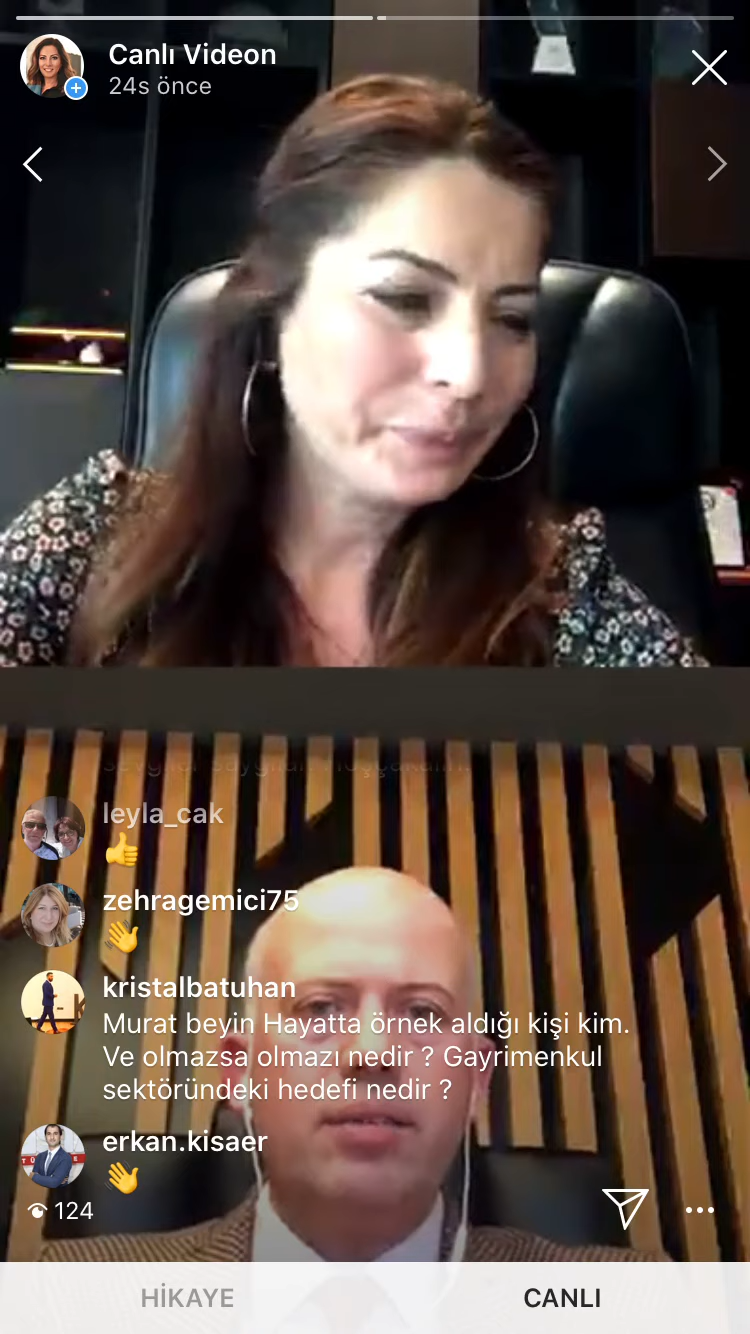 Canlı Videon
24s önce
leyla_cak
👍
zehragemici75
👋
kristalbatuhan
Murat beyin Hayatta örnek aldığı kişi kim.
Ve olmazsa olmazı nedir ? Gayrimenkul
sektöründeki hedefi nedir ?
erkan.kisaer
👋
124
HİKAYE
CANLI